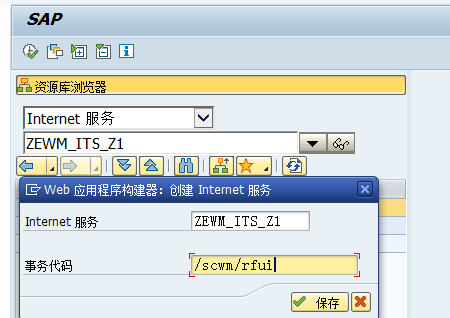 SAP
资源库浏览器
Internet 服务
ZEWM_ITS_Z1
Web 应用程序构建器：创建 Internet 服务
Internet 服务 ZEWM_ITS_Z1
事务代码 /scwm/rfui
保存